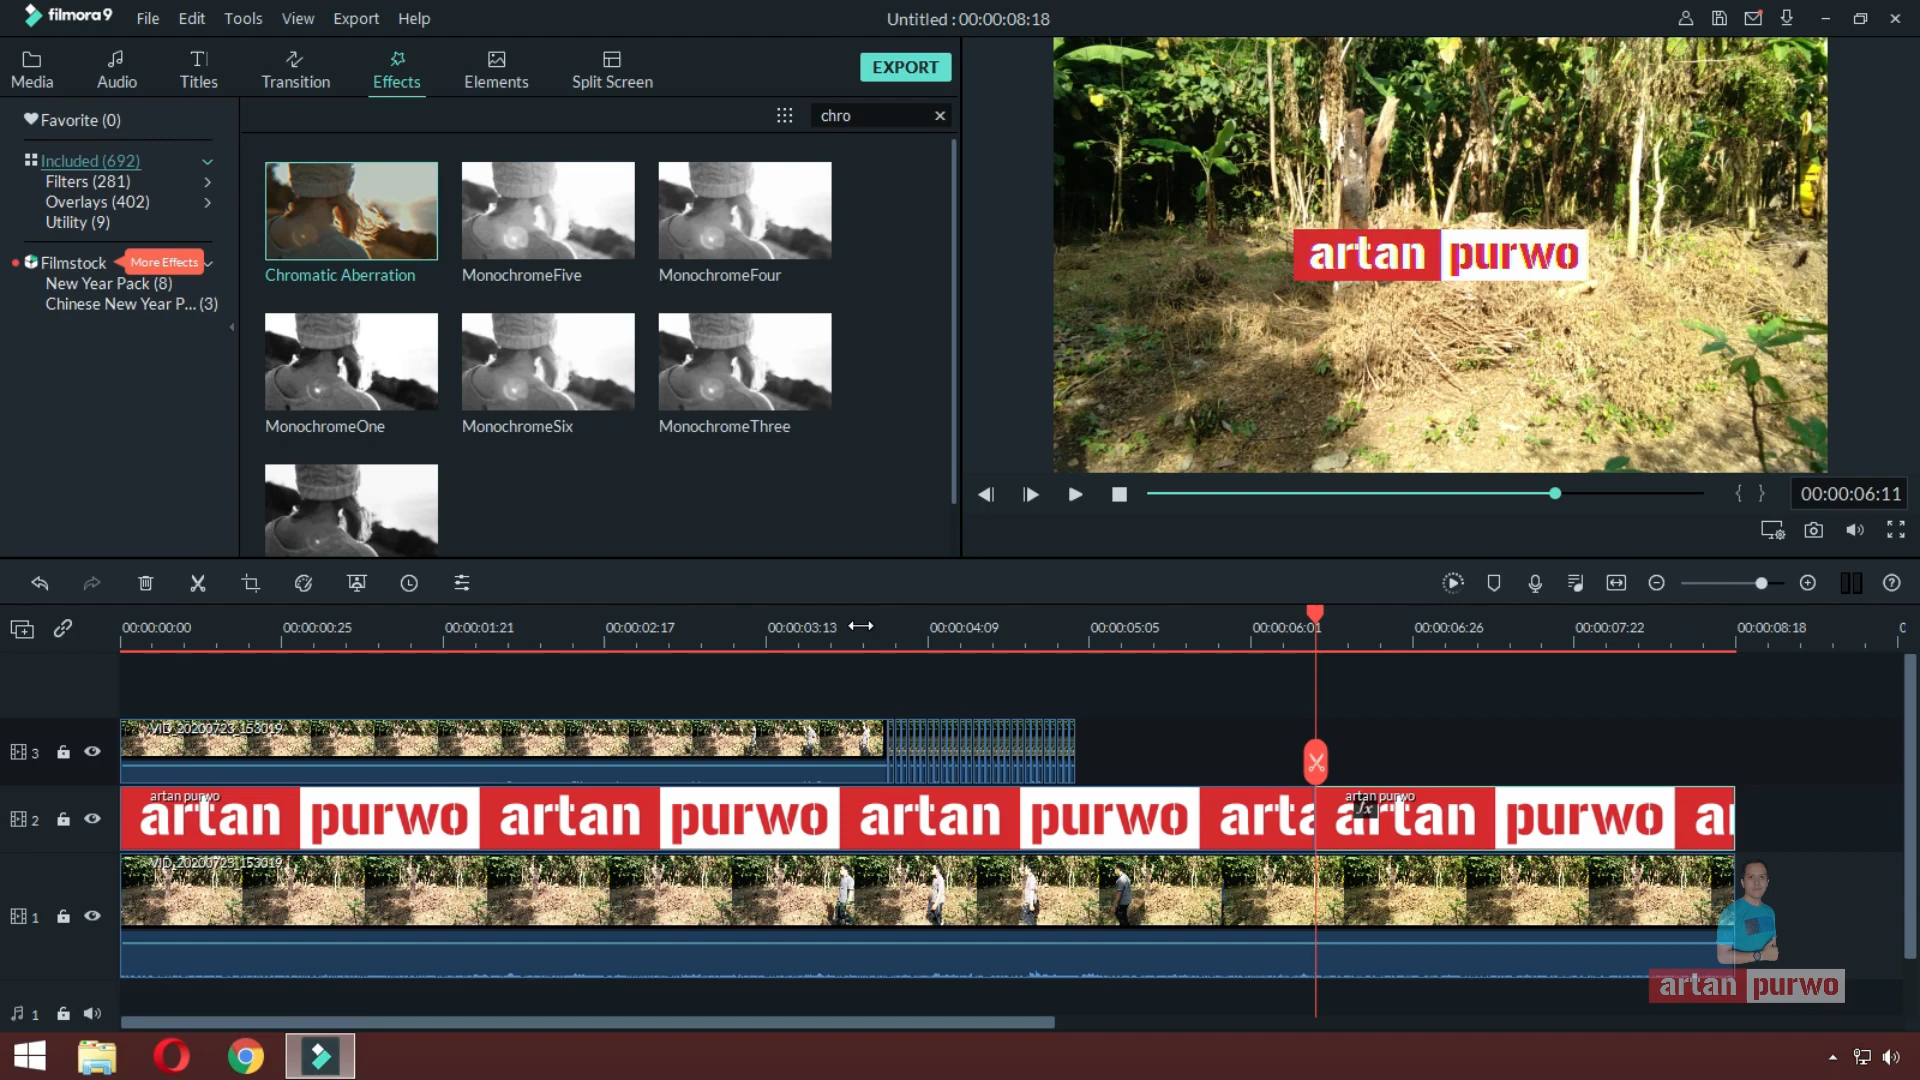 filmora9
File Edit Tools View Export Help
Untitled : 00:00:08:18
Media Audio Titles Transition Effects Elements Split Screen
EXPORT
Favorite (0)
chro
Included (692)
Filters (281)
Overlays (402)
Utility (9)
Filmstock More Effects
New Year Pack (8)
Chinese New Year P... (3)
Chromatic Aberration MonochromeFive MonochromeFour
MonochromeOne MonochromeSix MonochromeThree
artan purwo
{ } 00:00:06:11
00:00:00:00 00:00:00:25 00:00:01:21 00:00:02:17 00:00:03:13 00:00:04:09 00:00:05:05 00:00:06:01 00:00:06:26 00:00:07:22 00:00:08:18
VID_20200723_153019
3
artan purwo artan purwo
2 artan purwo artan purwo artan purwo arta artan purwo
VID_20200723_153019
1
artan purwo
1